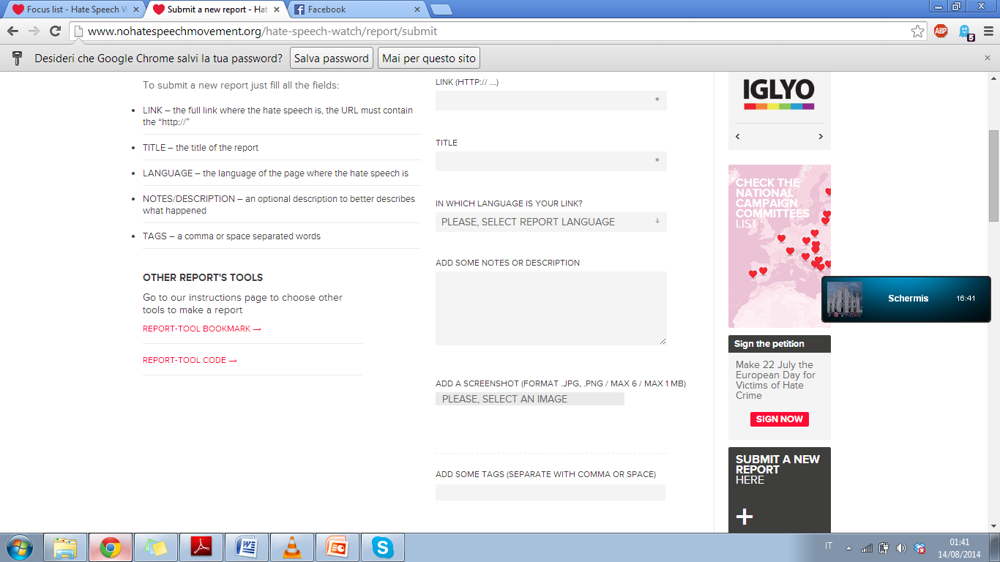 Focus list - Hate Speech W
Submit a new report - Hat
Facebook
www.nohatespeechmovement.org/hate-speech-watch/report/submit
ABP
5
Desideri che Google Chrome salvi la tua password?
Salva password
Mai per questo sito
To submit a new report just fill all the fields:
LINK – the full link where the hate speech is, the URL must contain
the “http://”
TITLE – the title of the report
LANGUAGE – the language of the page where the hate speech is
NOTES/DESCRIPTION – an optional description to better describes
what happened
TAGS – a comma or space separated words
OTHER REPORT'S TOOLS
Go to our instructions page to choose other
tools to make a report
REPORT-TOOL BOOKMARK →
REPORT-TOOL CODE →
LINK (HTTP:// ...)
*
TITLE
*
IN WHICH LANGUAGE IS YOUR LINK?
PLEASE, SELECT REPORT LANGUAGE
ADD SOME NOTES OR DESCRIPTION
ADD A SCREENSHOT (FORMAT .JPG, .PNG / MAX 6 / MAX 1 MB)
PLEASE, SELECT AN IMAGE
ADD SOME TAGS (SEPARATE WITH COMMA OR SPACE)
IGLYO
‹ ›
CHECK THE
NATIONAL
CAMPAIGN
COMMITTEES
LIST
Schermis 16:41
Sign the petition
Make 22 July the
European Day for
Victims of Hate
Crime
SIGN NOW
SUBMIT A NEW
REPORT
HERE
+
IT
01:41
14/08/2014